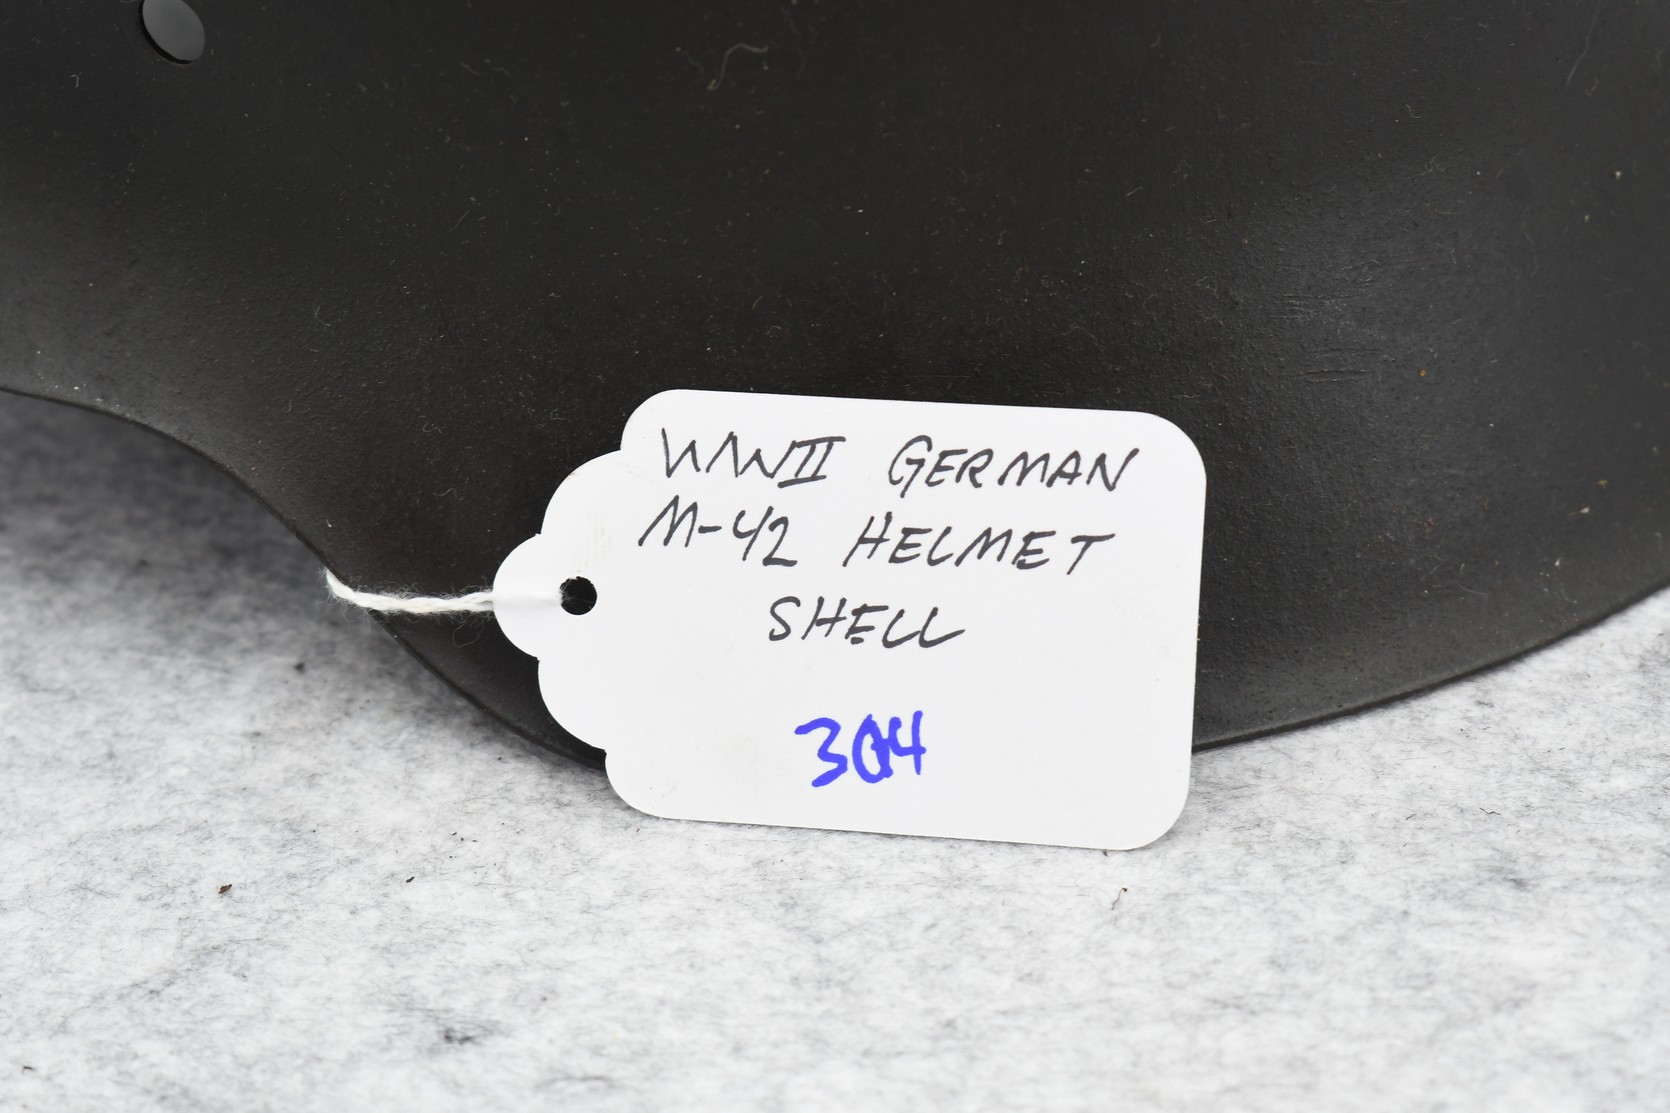 WWII GERMAN
M-42 HELMET
SHELL
304